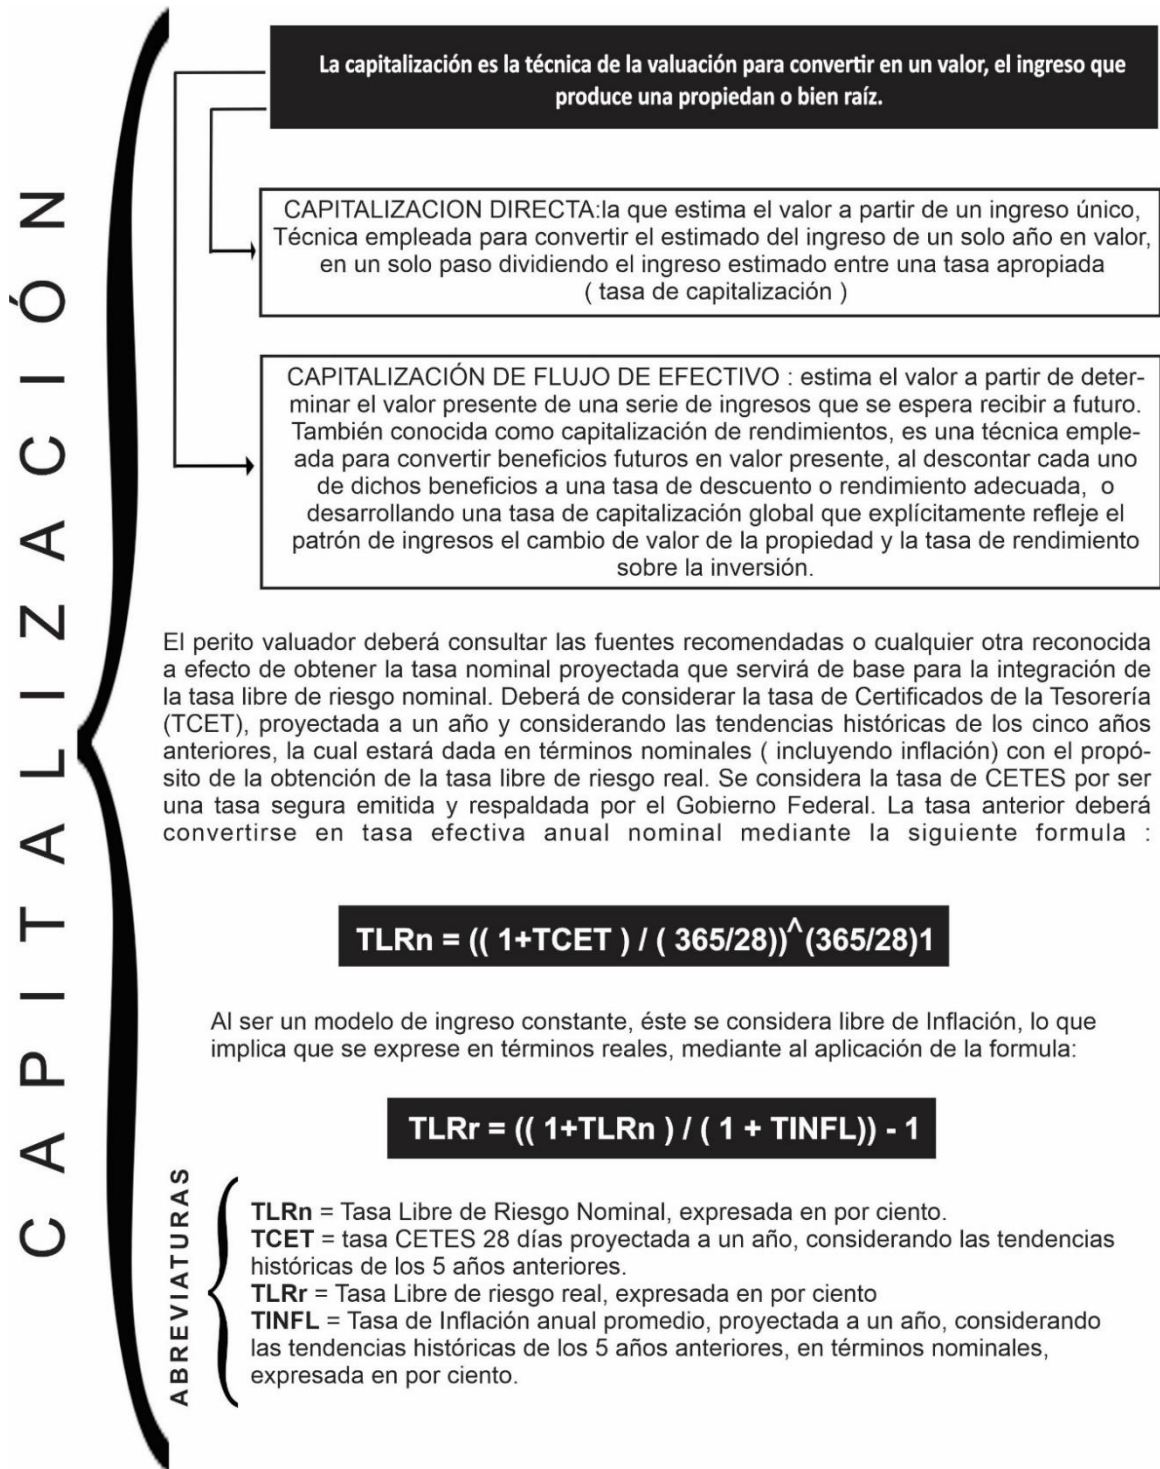 CAPITALIZACIÓN
La capitalización es la técnica de la valuación para convertir en un valor, el ingreso que
produce una propiedan o bien raíz.
CAPITALIZACION DIRECTA:la que estima el valor a partir de un ingreso único,
Técnica empleada para convertir el estimado del ingreso de un solo año en valor,
en un solo paso dividiendo el ingreso estimado entre una tasa apropiada
( tasa de capitalización )
CAPITALIZACIÓN DE FLUJO DE EFECTIVO : estima el valor a partir de deter-
minar el valor presente de una serie de ingresos que se espera recibir a futuro.
También conocida como capitalización de rendimientos, es una técnica emple-
ada para convertir beneficios futuros en valor presente, al descontar cada uno
de dichos beneficios a una tasa de descuento o rendimiento adecuada, o
desarrollando una tasa de capitalización global que explícitamente refleje el
patrón de ingresos el cambio de valor de la propiedad y la tasa de rendimiento
sobre la inversión.
El perito valuador deberá consultar las fuentes recomendadas o cualquier otra reconocida
a efecto de obtener la tasa nominal proyectada que servirá de base para la integración de
la tasa libre de riesgo nominal. Deberá de considerar la tasa de Certificados de la Tesorería
(TCET), proyectada a un año y considerando las tendencias históricas de los cinco años
anteriores, la cual estará dada en términos nominales ( incluyendo inflación) con el propó-
sito de la obtención de la tasa libre de riesgo real. Se considera la tasa de CETES por ser
una tasa segura emitida y respaldada por el Gobierno Federal. La tasa anterior deberá
convertirse en tasa efectiva anual nominal mediante la siguiente formula :
TLRn = (( 1+TCET ) / ( 365/28))^(365/28)1
Al ser un modelo de ingreso constante, éste se considera libre de Inflación, lo que
implica que se exprese en términos reales, mediante al aplicación de la formula:
TLRr = (( 1+TLRn ) / ( 1 + TINFL)) - 1
ABREVIATURAS
TLRn = Tasa Libre de Riesgo Nominal, expresada en por ciento.
TCET = tasa CETES 28 días proyectada a un año, considerando las tendencias
históricas de los 5 años anteriores.
TLRr = Tasa Libre de riesgo real, expresada en por ciento
TINFL = Tasa de Inflación anual promedio, proyectada a un año, considerando
las tendencias históricas de los 5 años anteriores, en términos nominales,
expresada en por ciento.